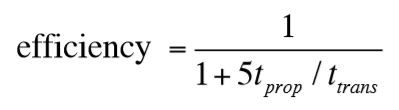 efficiency = 1 / (1 + 5t_prop / t_trans)